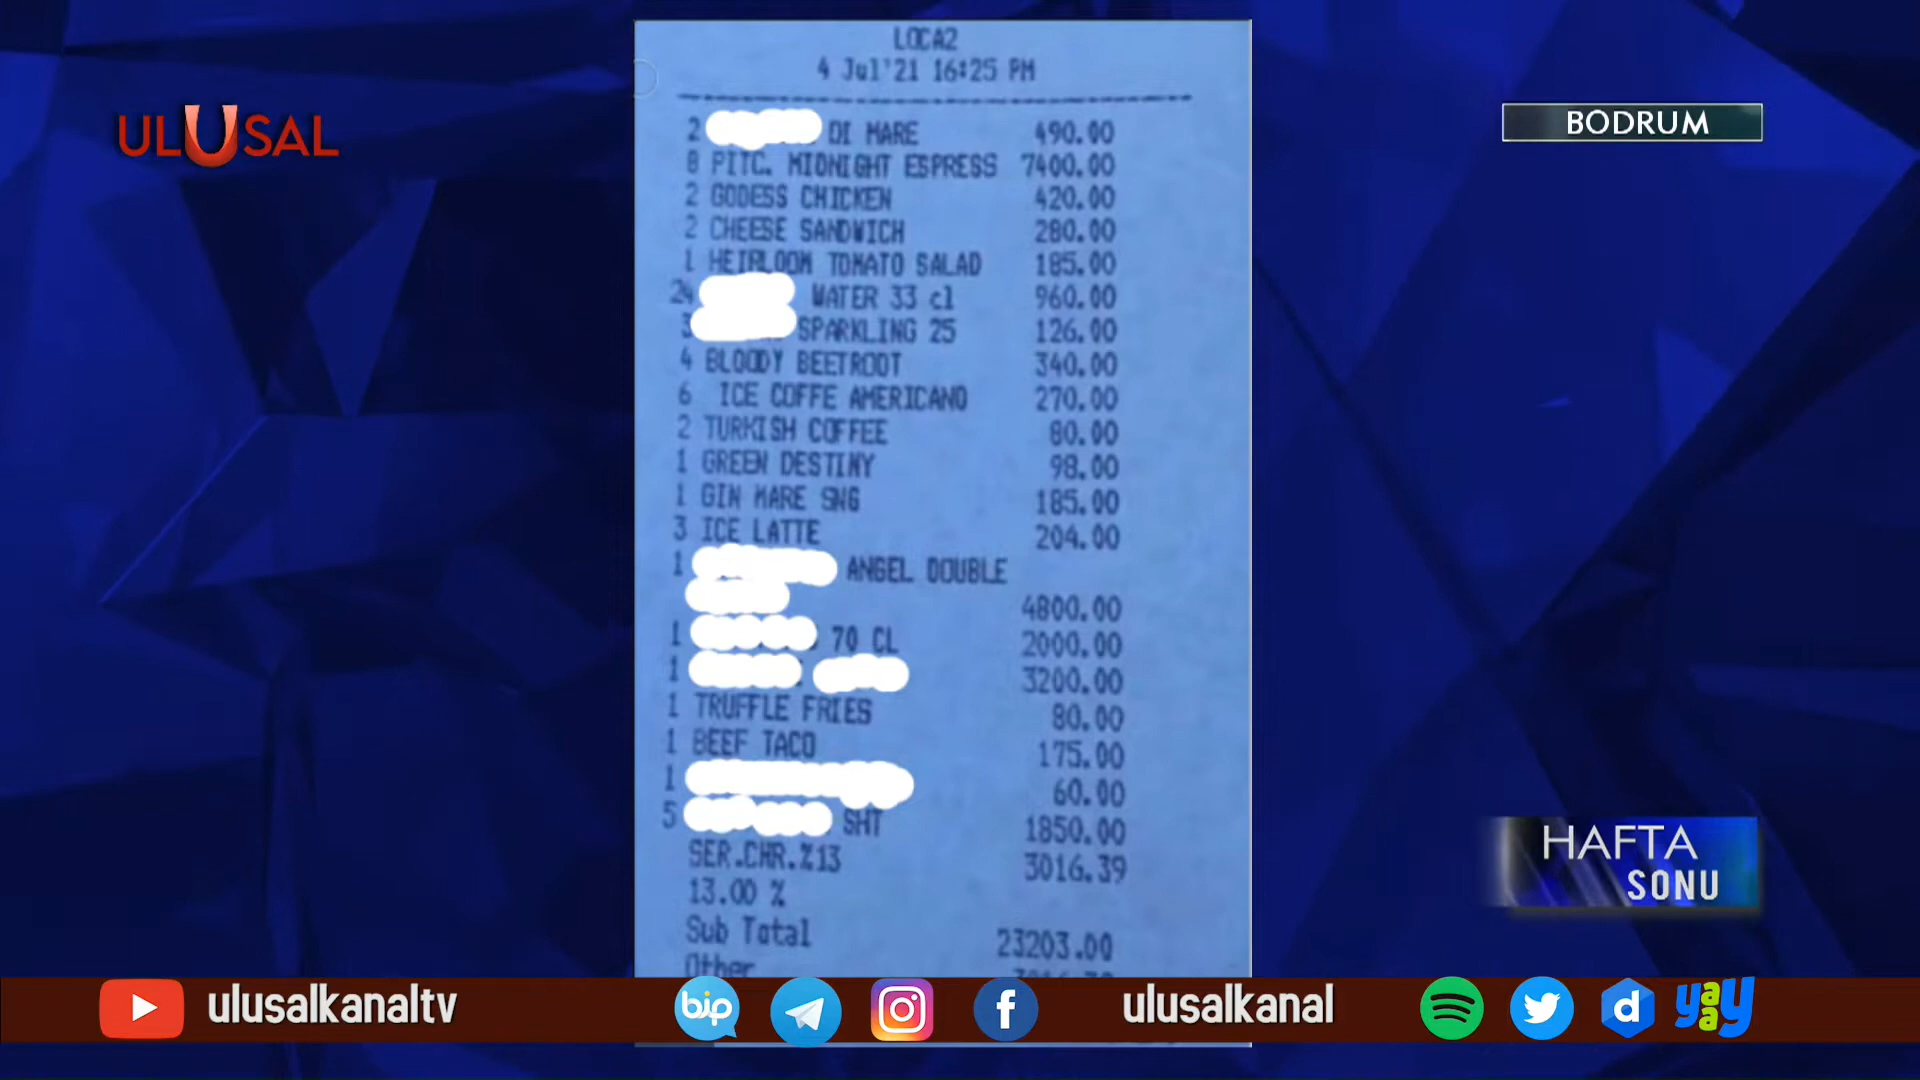 LOCA2
4 Jul'21 16:25 PM
ULUSAL
BODRUM
2 DI MARE 490.00
8 PITC. MIDNIGHT ESPRESS 7400.00
2 GODESS CHICKEN 420.00
2 CHEESE SANDWICH 280.00
1 HEIRLOOM TOMATO SALAD 185.00
24 WATER 33 cl 960.00
3 SPARKLING 25 126.00
4 BLOODY BEETROOT 340.00
6 ICE COFFE AMERICANO 270.00
2 TURKISH COFFEE 80.00
1 GREEN DESTINY 98.00
1 GIN MARE SNG 185.00
3 ICE LATTE 204.00
1 ANGEL DOUBLE
4800.00
1 70 CL 2000.00
1 3200.00
1 TRUFFLE FRIES 80.00
1 BEEF TACO 175.00
1 60.00
5 SHT 1850.00
SER.CHR.%13 3016.39
13.00 %
Sub Total 23203.00
Other
HAFTA
SONU
ulusalkanaltv
bip
ulusalkanal
d
yaay